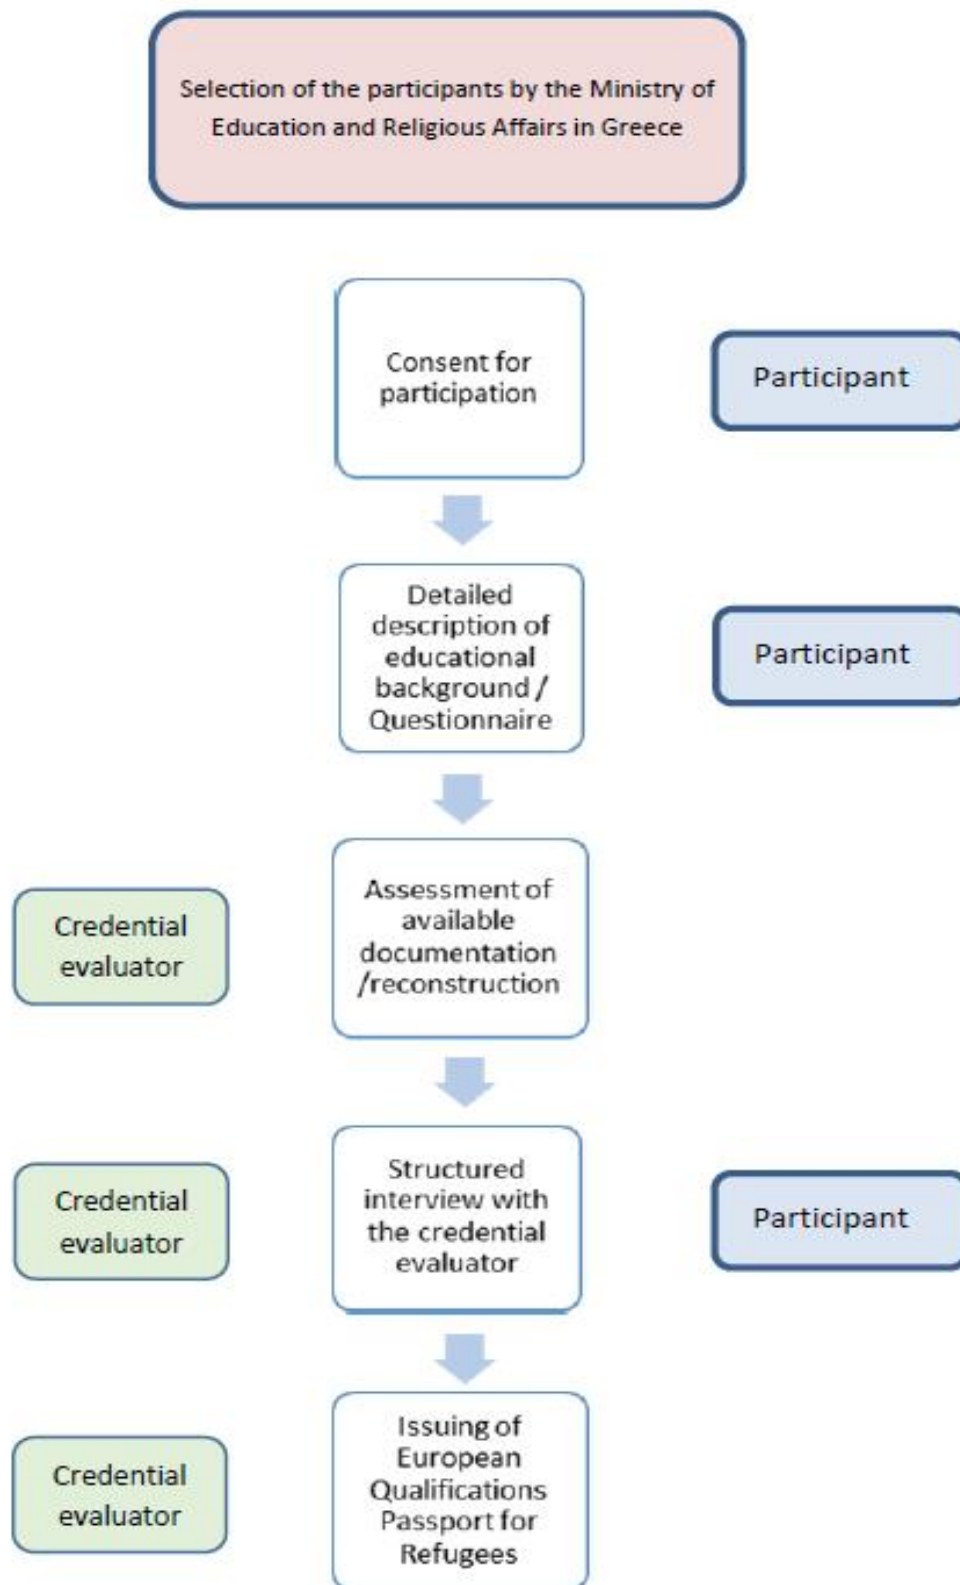 Selection of the participants by the Ministry of
Education and Religious Affairs in Greece
Consent for
participation
Participant
Detailed
description of
educational
background /
Questionnaire
Participant
Credential
evaluator
Assessment of
available
documentation
/reconstruction
Credential
evaluator
Structured
interview with
the credential
evaluator
Participant
Credential
evaluator
Issuing of
European
Qualifications
Passport for
Refugees